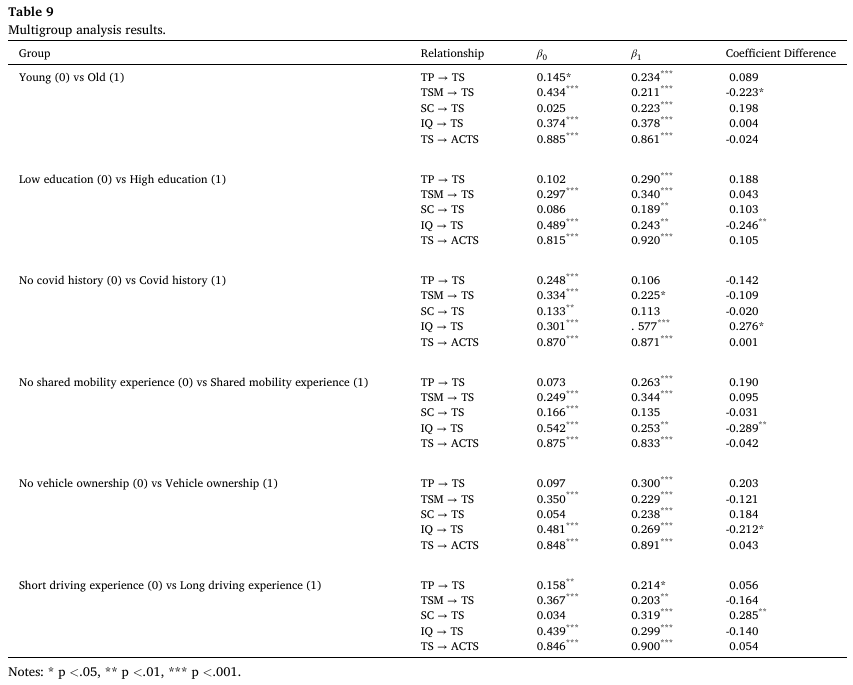 Table 9
Multigroup analysis results.
Group Relationship β0 β1 Coefficient Difference
Young (0) vs Old (1) TP → TS 0.145* 0.234*** 0.089
TSM → TS 0.434*** 0.211*** -0.223*
SC → TS 0.025 0.223*** 0.198
IQ → TS 0.374*** 0.378*** 0.004
TS → ACTS 0.885*** 0.861*** -0.024
Low education (0) vs High education (1) TP → TS 0.102 0.290*** 0.188
TSM → TS 0.297*** 0.340*** 0.043
SC → TS 0.086 0.189** 0.103
IQ → TS 0.489*** 0.243** -0.246**
TS → ACTS 0.815*** 0.920*** 0.105
No covid history (0) vs Covid history (1) TP → TS 0.248*** 0.106 -0.142
TSM → TS 0.334*** 0.225* -0.109
SC → TS 0.133** 0.113 -0.020
IQ → TS 0.301*** . 577*** 0.276*
TS → ACTS 0.870*** 0.871*** 0.001
No shared mobility experience (0) vs Shared mobility experience (1) TP → TS 0.073 0.263*** 0.190
TSM → TS 0.249*** 0.344*** 0.095
SC → TS 0.166*** 0.135 -0.031
IQ → TS 0.542*** 0.253** -0.289**
TS → ACTS 0.875*** 0.833*** -0.042
No vehicle ownership (0) vs Vehicle ownership (1) TP → TS 0.097 0.300*** 0.203
TSM → TS 0.350*** 0.229*** -0.121
SC → TS 0.054 0.238*** 0.184
IQ → TS 0.481*** 0.269*** -0.212*
TS → ACTS 0.848*** 0.891*** 0.043
Short driving experience (0) vs Long driving experience (1) TP → TS 0.158** 0.214* 0.056
TSM → TS 0.367*** 0.203** -0.164
SC → TS 0.034 0.319*** 0.285**
IQ → TS 0.439*** 0.299*** -0.140
TS → ACTS 0.846*** 0.900*** 0.054
Notes: * p <.05, ** p <.01, *** p <.001.